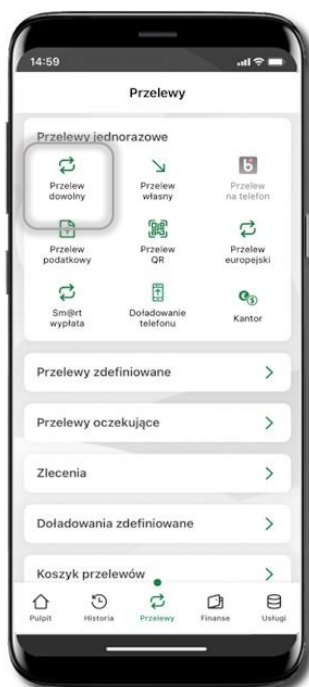 14:59
Przelewy
Przelewy jednorazowe
Przelew
dowolny
Przelew
własny
Przelew
na telefon
Przelew
podatkowy
Przelew
QR
Przelew
europejski
Sm@rt
wypłata
Doładowanie
telefonu
Kantor
Przelewy zdefiniowane
Przelewy oczekujące
Zlecenia
Doładowania zdefiniowane
Koszyk przelewów
Pulpit
Historia
Przelewy
Finanse
Usługi